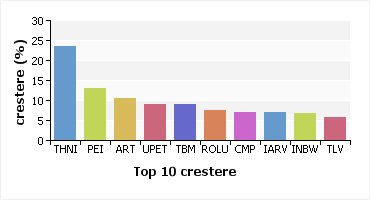 crestere (%)
30
25
20
15
10
5
0
THNI PEI ART UPET TBM ROLU CMP IARV INBW TLV
Top 10 crestere